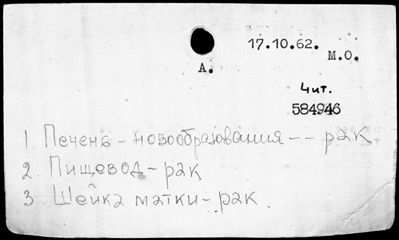 17.10.62.
М.О.
А.
Чит.
584946
1. Печень - новообразования -- рак
2. Пищевод - рак
3. Шейка матки - рак